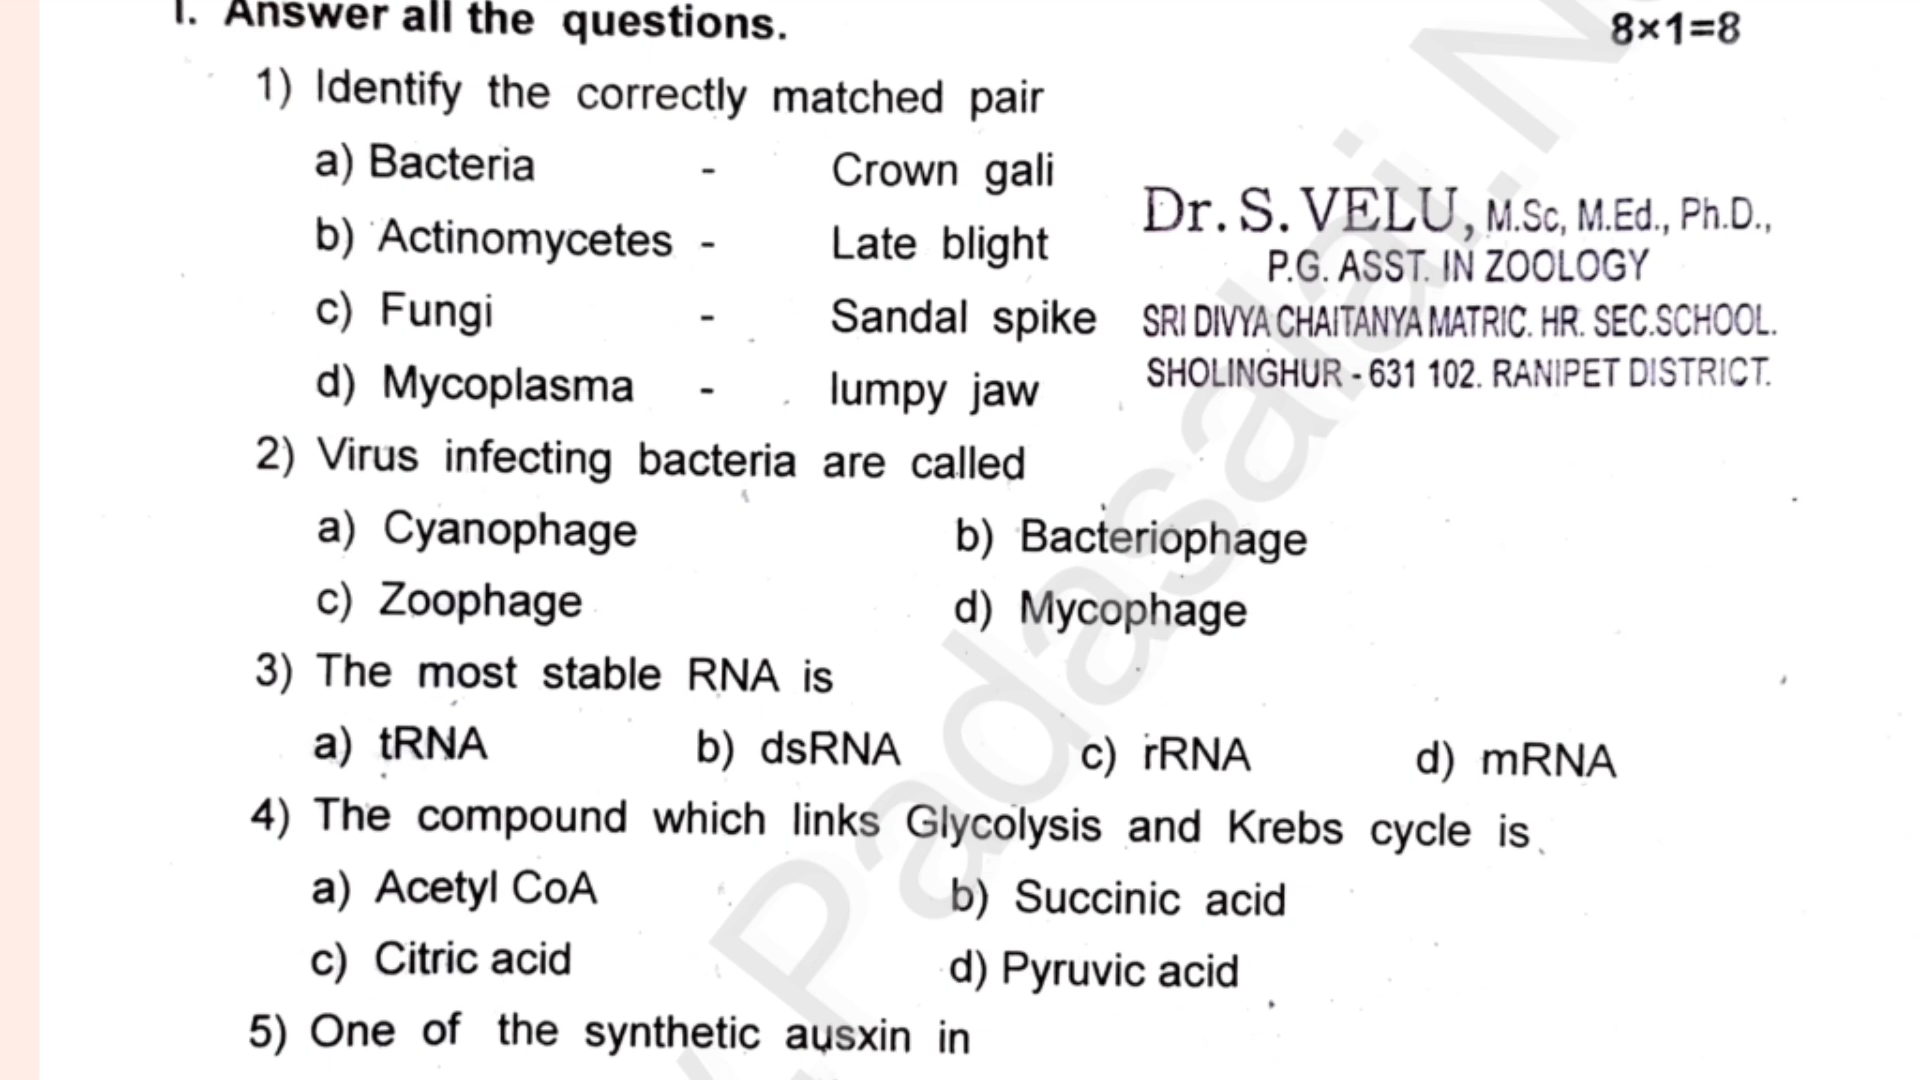 I. Answer all the questions. 8×1=8
1) Identify the correctly matched pair
a) Bacteria - Crown gali
b) Actinomycetes - Late blight
c) Fungi - Sandal spike
d) Mycoplasma - lumpy jaw
Dr. S. VELU, M.Sc, M.Ed., Ph.D.,
P.G. ASST. IN ZOOLOGY
SRI DIVYA CHAITANYA MATRIC. HR. SEC.SCHOOL.
SHOLINGHUR - 631 102. RANIPET DISTRICT.
2) Virus infecting bacteria are called
a) Cyanophage b) Bacteriophage
c) Zoophage d) Mycophage
3) The most stable RNA is
a) tRNA b) dsRNA c) rRNA d) mRNA
4) The compound which links Glycolysis and Krebs cycle is
a) Acetyl CoA b) Succinic acid
c) Citric acid d) Pyruvic acid
5) One of the synthetic ausxin in
Padasalai.N